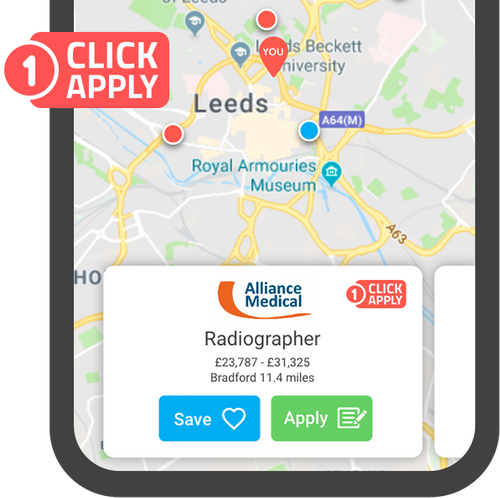 of Leeds
1 CLICK
APPLY
Leeds Beckett
University
YOU
Leeds
A64(M)
Royal Armouries
Museum
A63
HO
Alliance
Medical
1 CLICK
APPLY
Radiographer
£23,787 - £31,325
Bradford 11.4 miles
Save
Apply